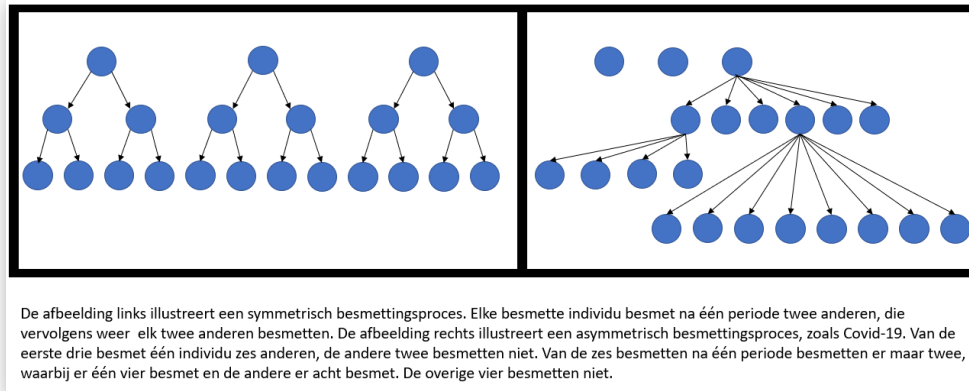 De afbeelding links illustreert een symmetrisch besmettingsproces. Elke besmette individu besmet na één periode twee anderen, die
vervolgens weer elk twee anderen besmetten. De afbeelding rechts illustreert een asymmetrisch besmettingsproces, zoals Covid-19. Van de
eerste drie besmet één individu zes anderen, de andere twee besmetten niet. Van de zes besmetten na één periode besmetten er maar twee,
waarbij er één vier besmet en de andere er acht besmet. De overige vier besmetten niet.